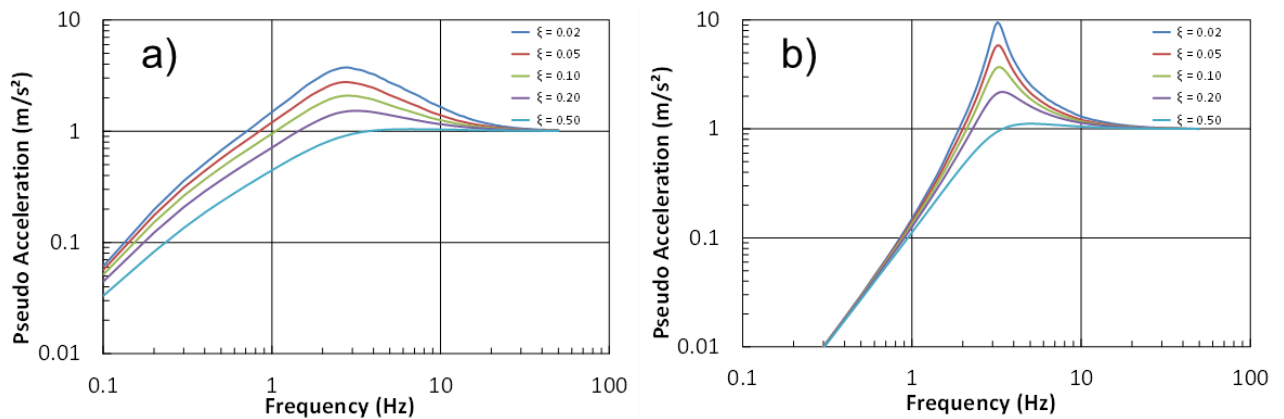 a)
10
1
0.1
0.01
0.1
1
10
100
Pseudo Acceleration (m/s²)
Frequency (Hz)
ξ = 0.02
ξ = 0.05
ξ = 0.10
ξ = 0.20
ξ = 0.50
b)
10
1
0.1
0.01
0.1
1
10
100
Pseudo Acceleration (m/s²)
Frequency (Hz)
ξ = 0.02
ξ = 0.05
ξ = 0.10
ξ = 0.20
ξ = 0.50